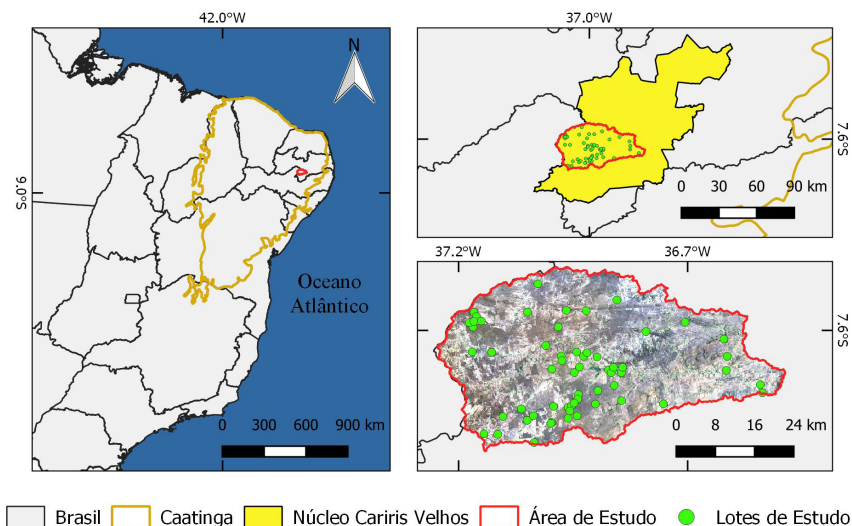 42.0°W
N
9.0°S
Oceano
Atlântico
0 300 600 900 km
37.0°W
7.8°S
0 30 60 90 km
37.2°W 36.7°W
7.9°S
0 8 16 24 km
Brasil Caatinga Núcleo Cariris Velhos Área de Estudo Lotes de Estudo